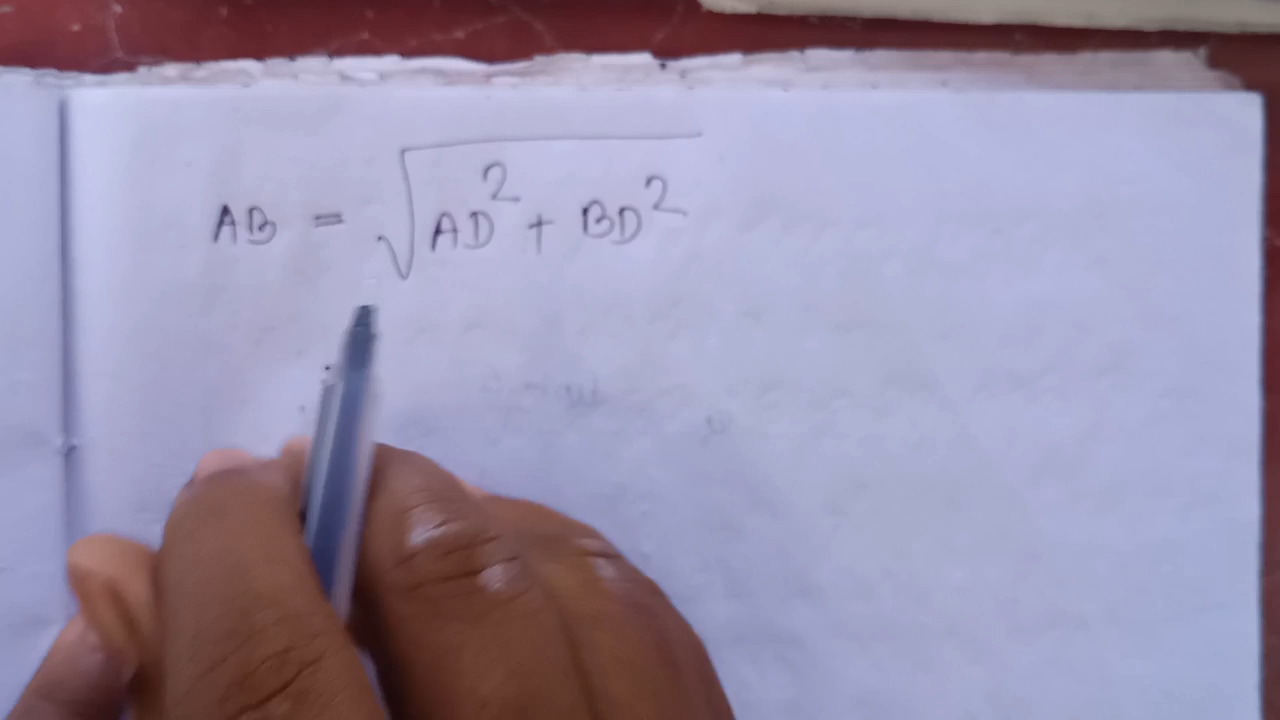 AB = √(AD² + BD²)